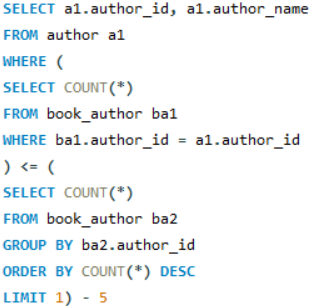 SELECT a1.author_id, a1.author_name
FROM author a1
WHERE (
SELECT COUNT(*)
FROM book_author ba1
WHERE ba1.author_id = a1.author_id
) <= (
SELECT COUNT(*)
FROM book_author ba2
GROUP BY ba2.author_id
ORDER BY COUNT(*) DESC
LIMIT 1) - 5